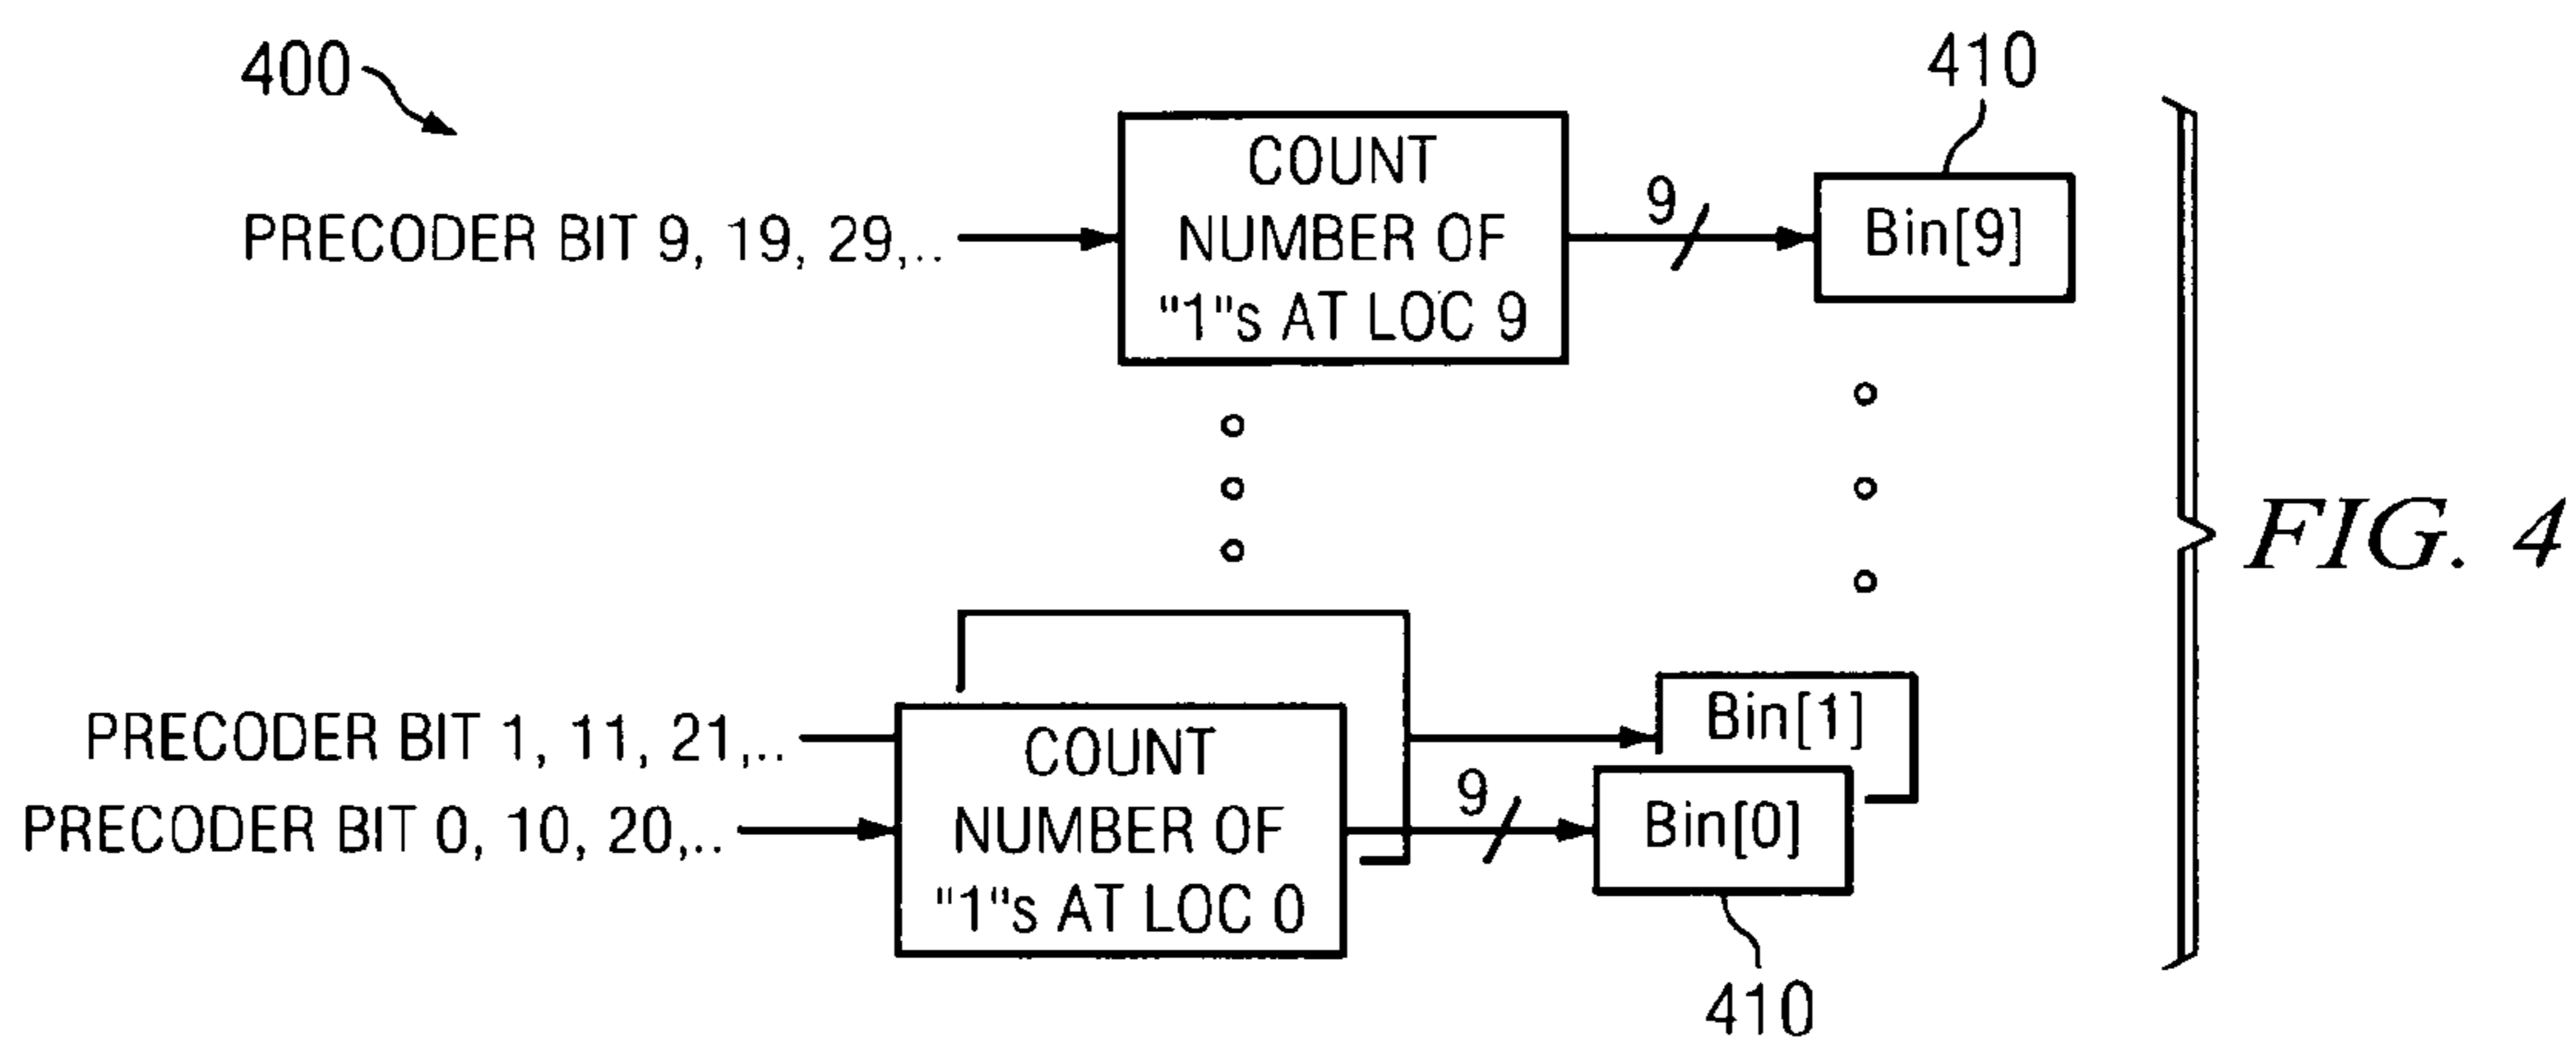 400
410
COUNT
NUMBER OF
"1"s AT LOC 9
PRECODER BIT 9, 19, 29,..
9
Bin[9]
FIG. 4
PRECODER BIT 1, 11, 21,..
Bin[1]
PRECODER BIT 0, 10, 20,..
COUNT
NUMBER OF
"1"s AT LOC 0
9
Bin[0]
410